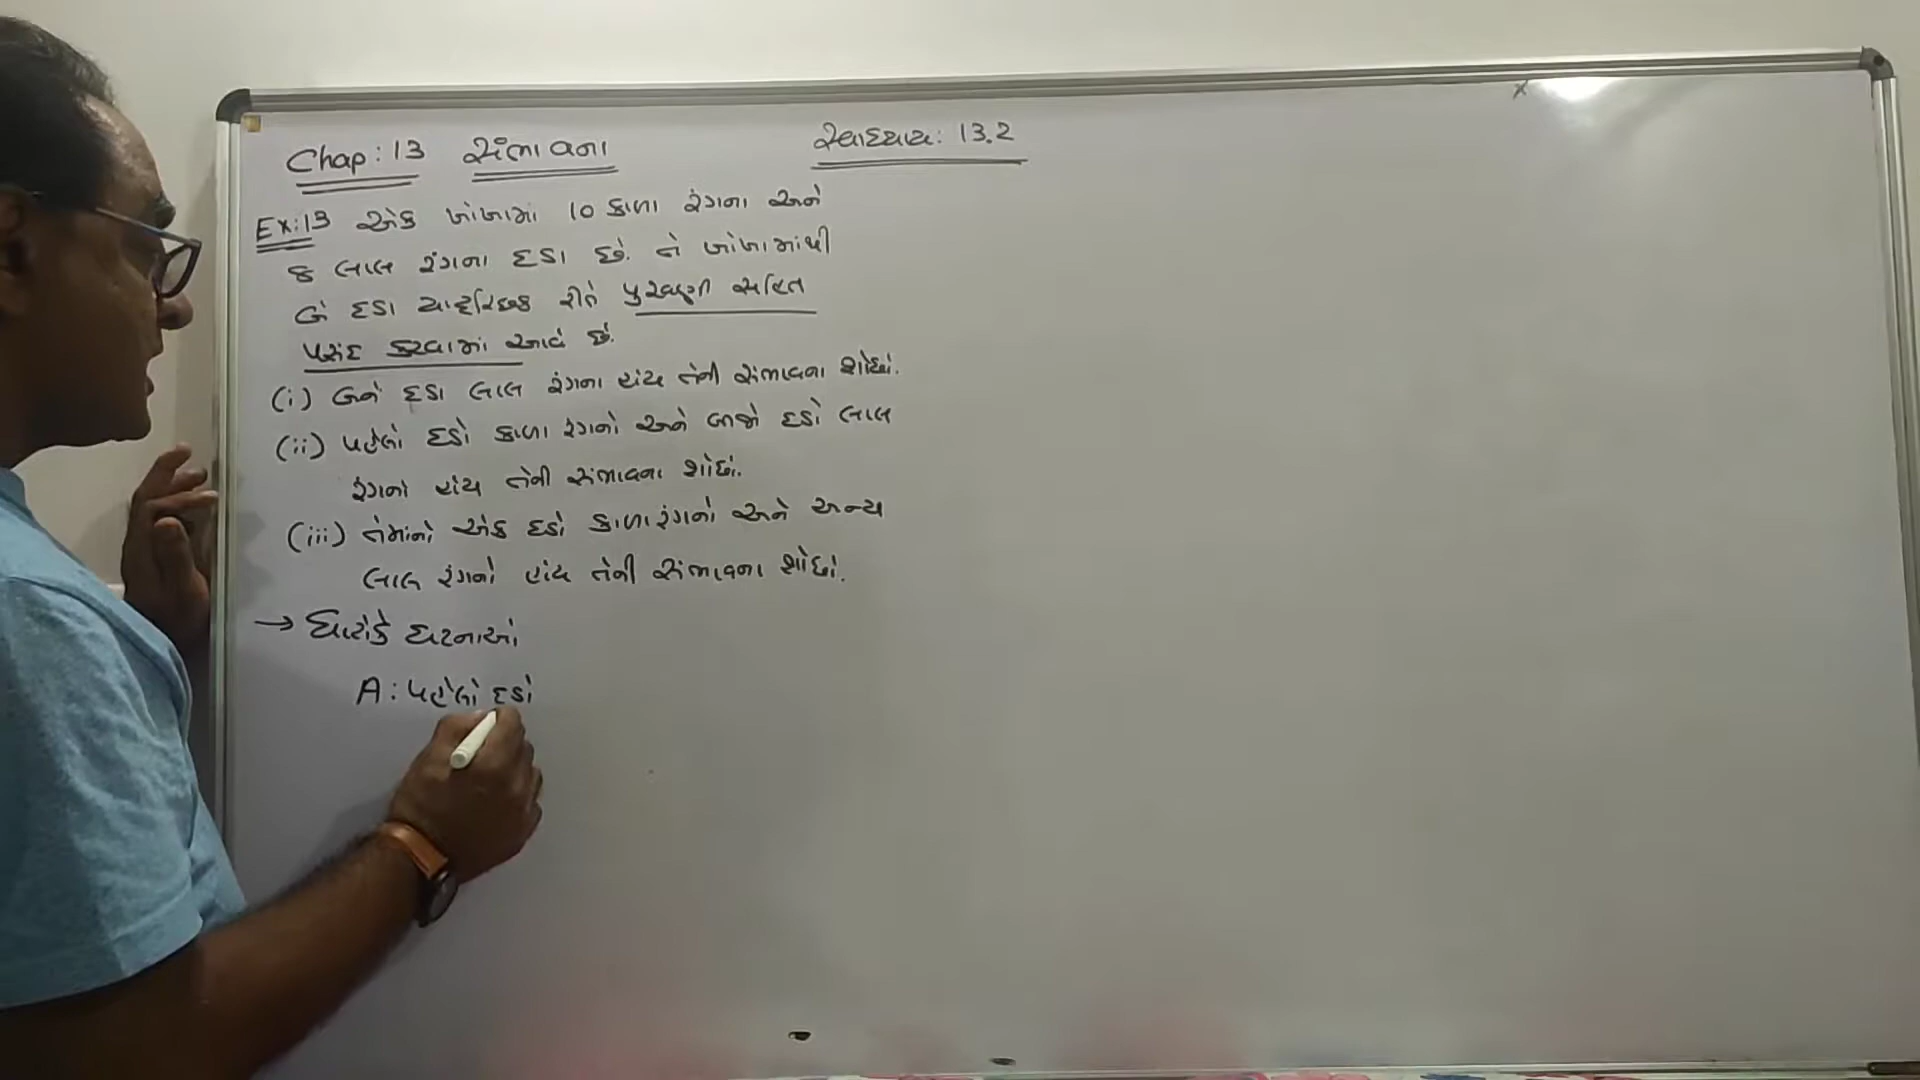 Chap: 13 સંભાવના
સ્વાધ્યાય: 13.2
Ex:13 એક ખોખામાં 10 કાળા રંગના અને
8 લાલ રંગના દડા છે. તે ખોખામાંથી
બે દડા યાદૃચ્છિક રીતે પુરવણી સહિત
પસંદ કરવામાં આવે છે.
(i) બંને દડા લાલ રંગના હોય તેની સંભાવના શોધો.
(ii) પહેલો દડો કાળા રંગનો અને બીજો દડો લાલ
રંગનો હોય તેની સંભાવના શોધો.
(iii) તેમાંનો એક દડો કાળા રંગનો અને અન્ય
લાલ રંગનો હોય તેની સંભાવના શોધો.
→ ધારોકે ઘટનાઓ
A: પહેલો દડો